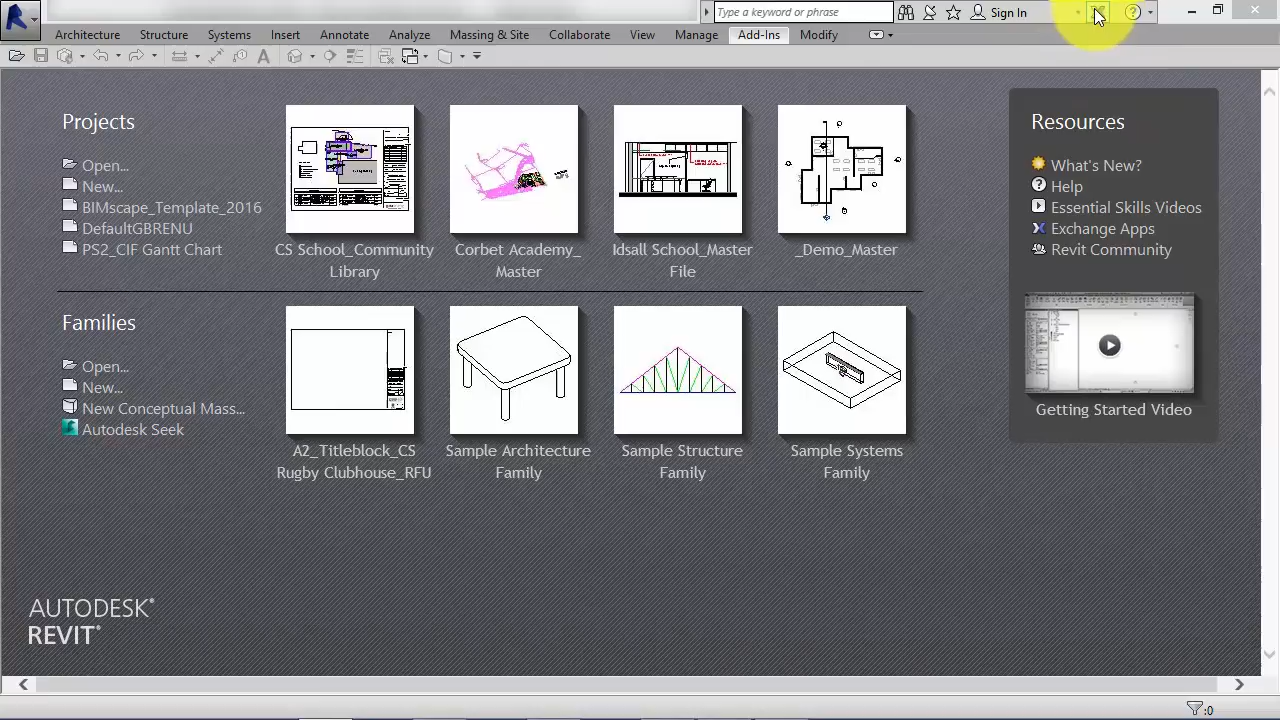 Type a keyword or phrase
Sign In
Architecture
Structure
Systems
Insert
Annotate
Analyze
Massing & Site
Collaborate
View
Manage
Add-Ins
Modify
Projects
Open...
New...
BIMscape_Template_2016
DefaultGBRENU
PS2_CIF Gantt Chart
CS School_Community
Library
Corbet Academy_
Master
Idsall School_Master
File
_Demo_Master
Families
Open...
New...
New Conceptual Mass...
Autodesk Seek
A2_Titleblock_CS
Rugby Clubhouse_RFU
Sample Architecture
Family
Sample Structure
Family
Sample Systems
Family
Resources
What's New?
Help
Essential Skills Videos
Exchange Apps
Revit Community
Getting Started Video
AUTODESK®
REVIT®
:0